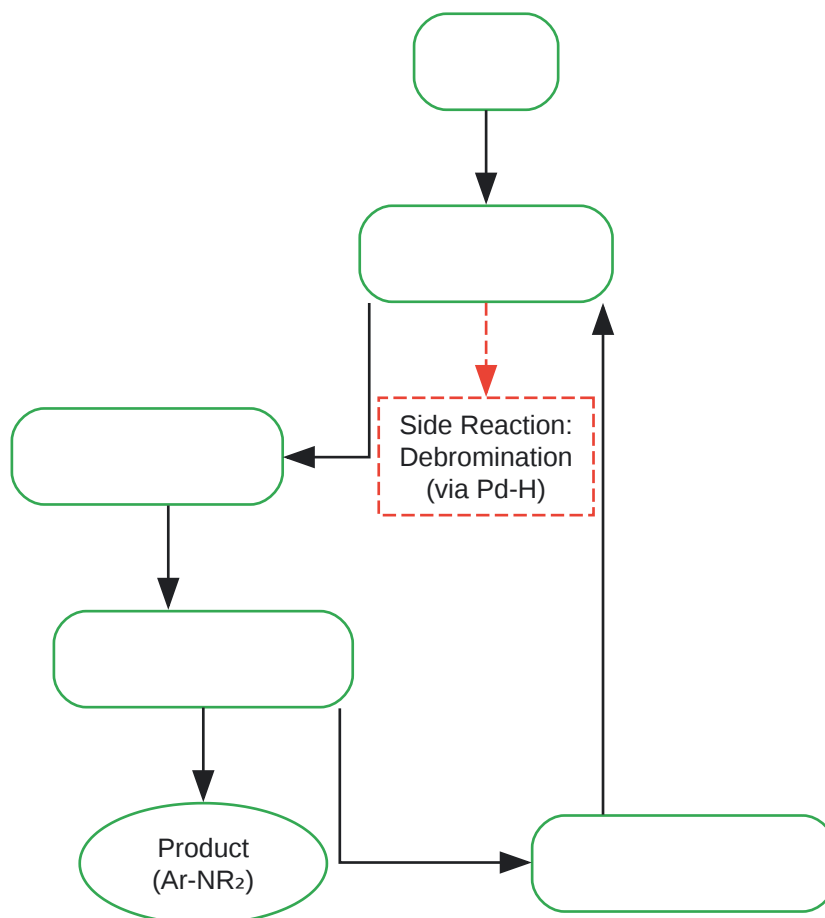 Side Reaction:
Debromination
(via Pd-H)
Product
(Ar-NR₂)